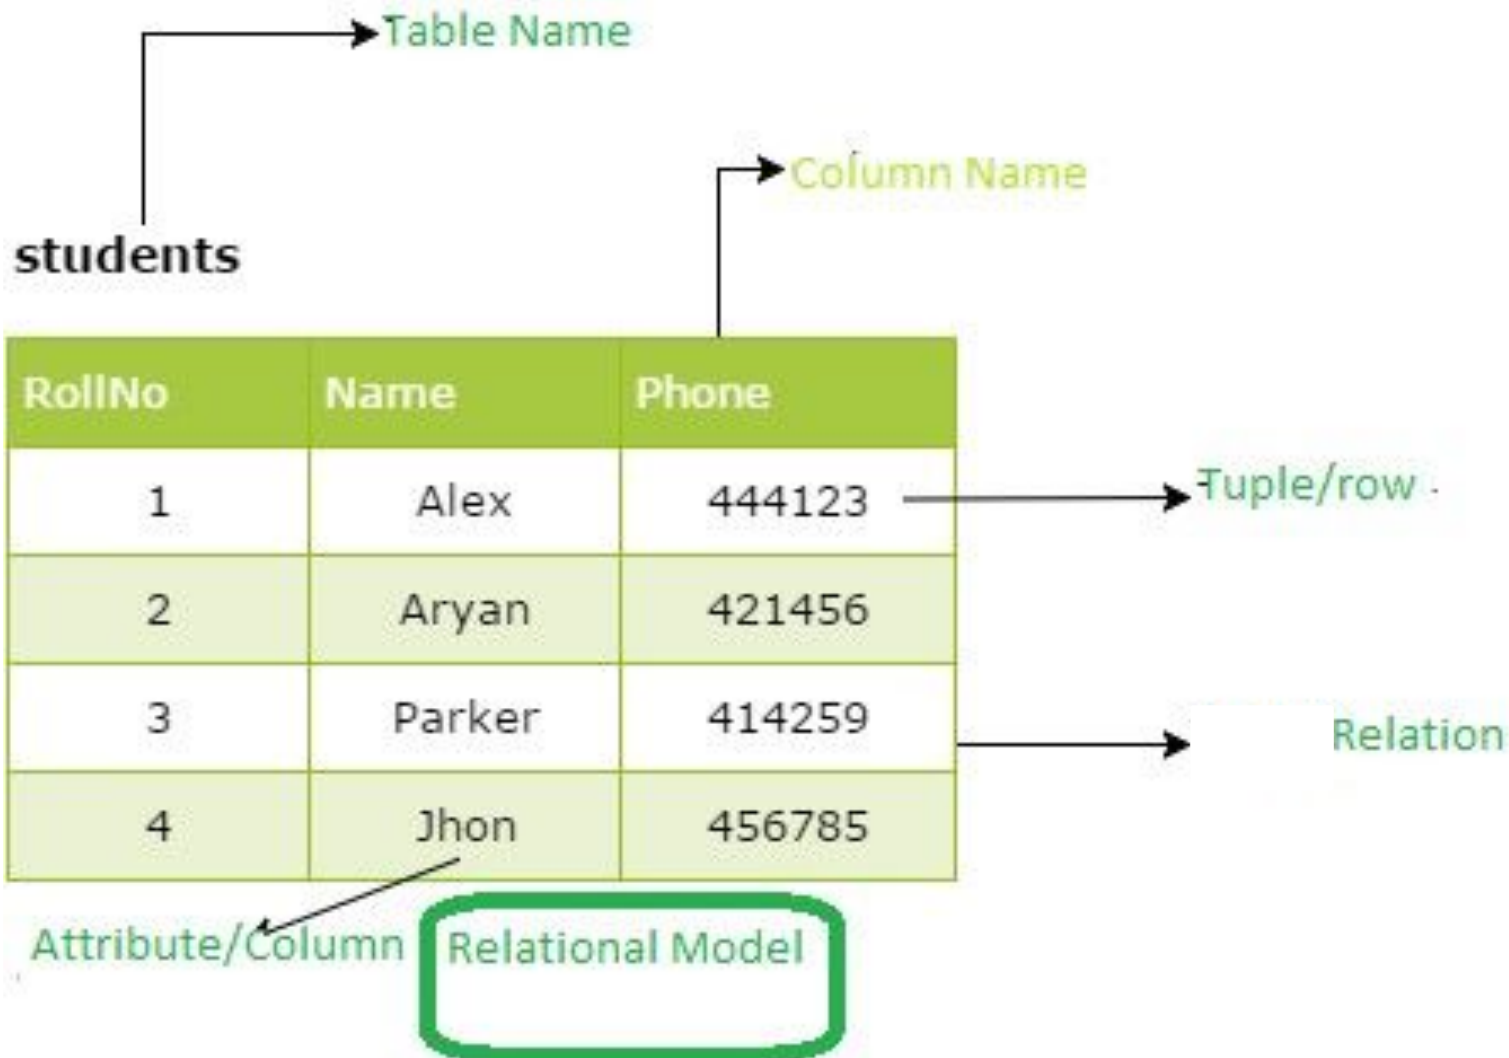 Table Name
Column Name
students
RollNo Name Phone
1 Alex 444123
Tuple/row
2 Aryan 421456
3 Parker 414259
Relation
4 Jhon 456785
Attribute/Column
Relational Model